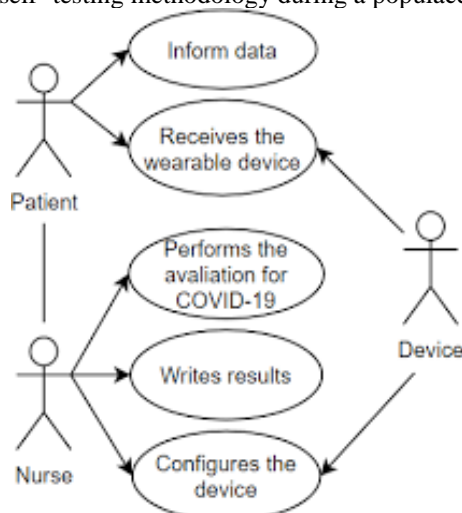 self- testing methodology during a populace
Inform data
Receives the
wearable device
Patient
Performs the
avaliation for
COVID-19
Device
Writes results
Configures the
device
Nurse